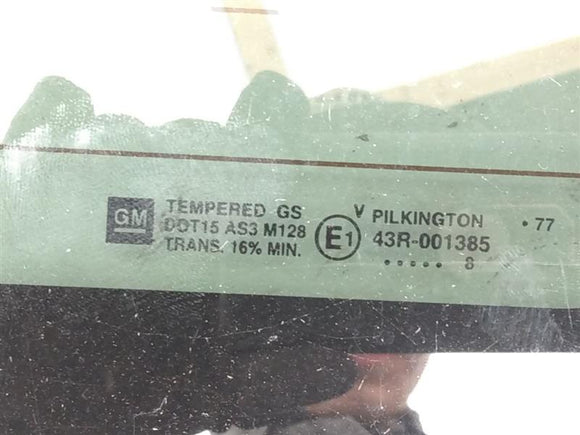 GM
TEMPERED GS
DOT15 AS3 M128
TRANS. 16% MIN.
E1
V PILKINGTON
43R-001385
• • • • • 8
• 77